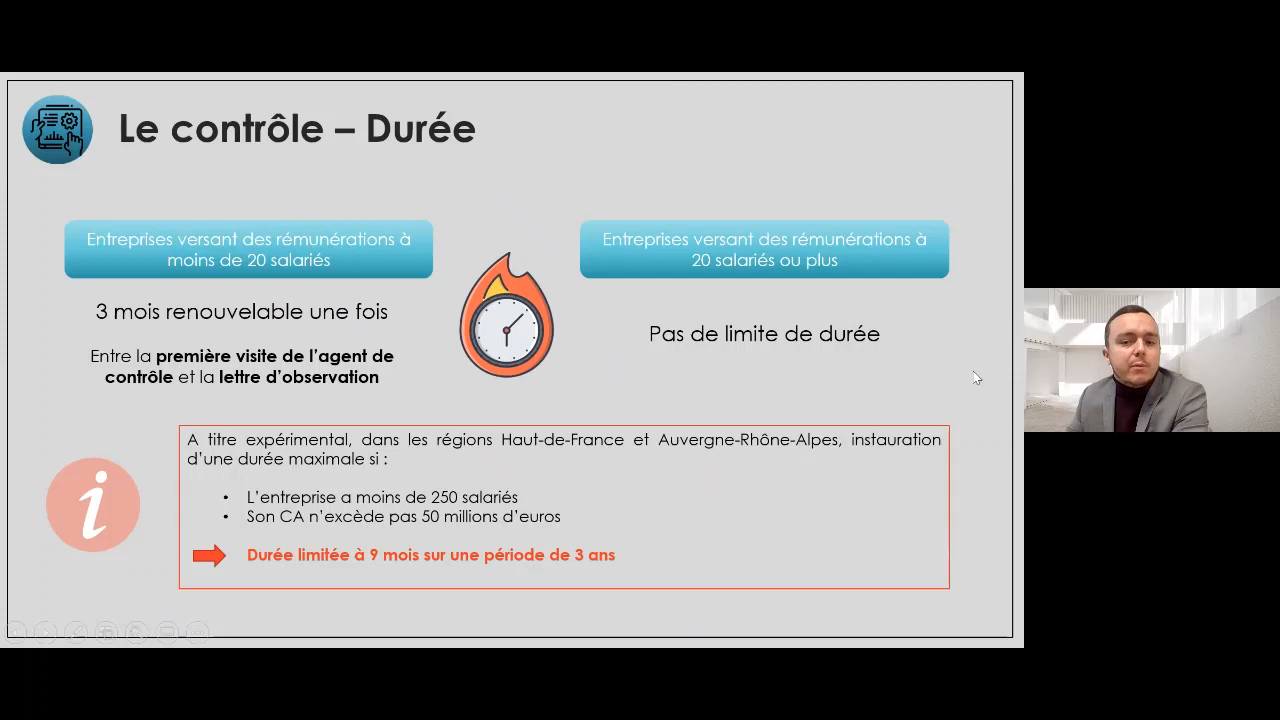 Le contrôle – Durée
Entreprises versant des rémunérations à
moins de 20 salariés
3 mois renouvelable une fois
Entre la première visite de l’agent de
contrôle et la lettre d’observation
Entreprises versant des rémunérations à
20 salariés ou plus
Pas de limite de durée
A titre expérimental, dans les régions Haut-de-France et Auvergne-Rhône-Alpes, instauration
d’une durée maximale si :
• L’entreprise a moins de 250 salariés
• Son CA n’excède pas 50 millions d’euros
Durée limitée à 9 mois sur une période de 3 ans